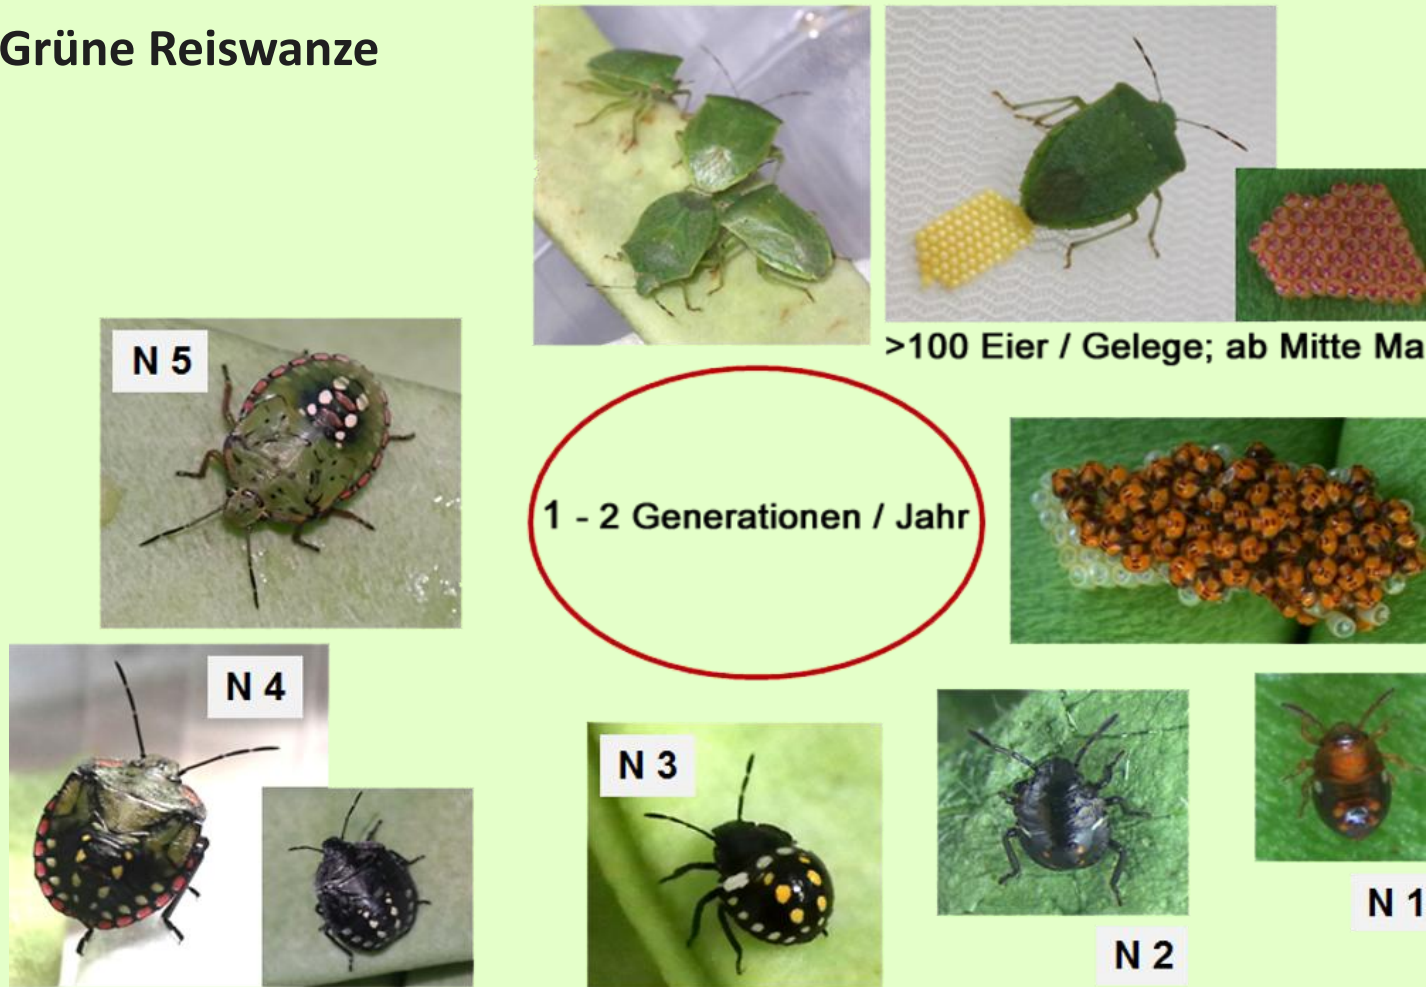 Grüne Reiswanze
>100 Eier / Gelege; ab Mitte Ma
N 5
1 - 2 Generationen / Jahr
N 4
N 3
N 1
N 2